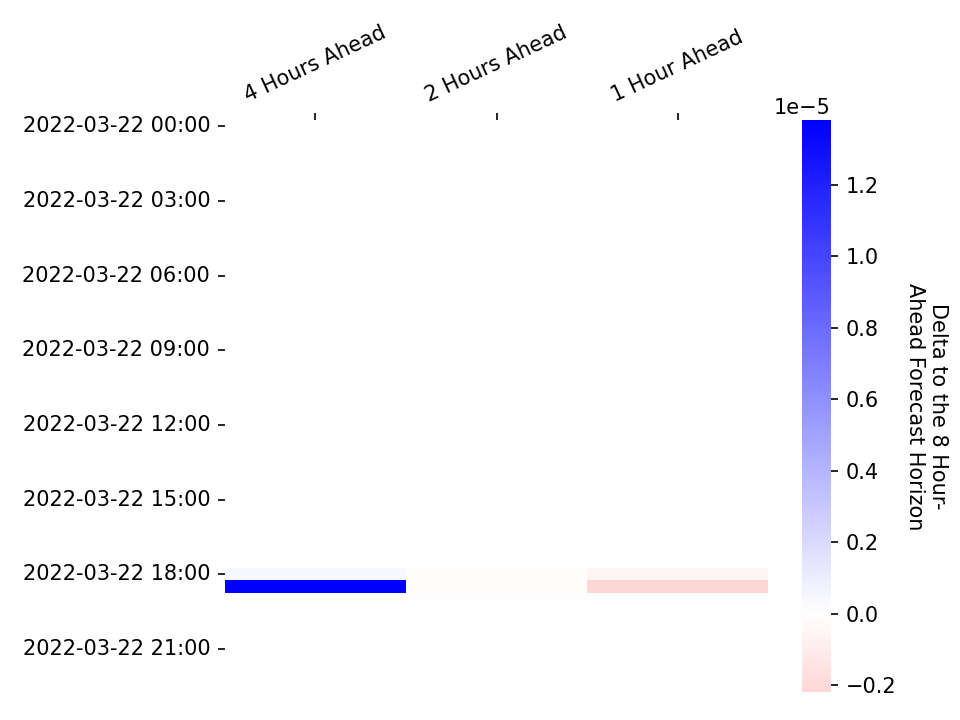 4 Hours Ahead
2 Hours Ahead
1 Hour Ahead
1e−5
2022-03-22 00:00
2022-03-22 03:00
2022-03-22 06:00
2022-03-22 09:00
2022-03-22 12:00
2022-03-22 15:00
2022-03-22 18:00
2022-03-22 21:00
1.2
1.0
0.8
0.6
0.4
0.2
0.0
−0.2
Delta to the 8 Hour-
Ahead Forecast Horizon